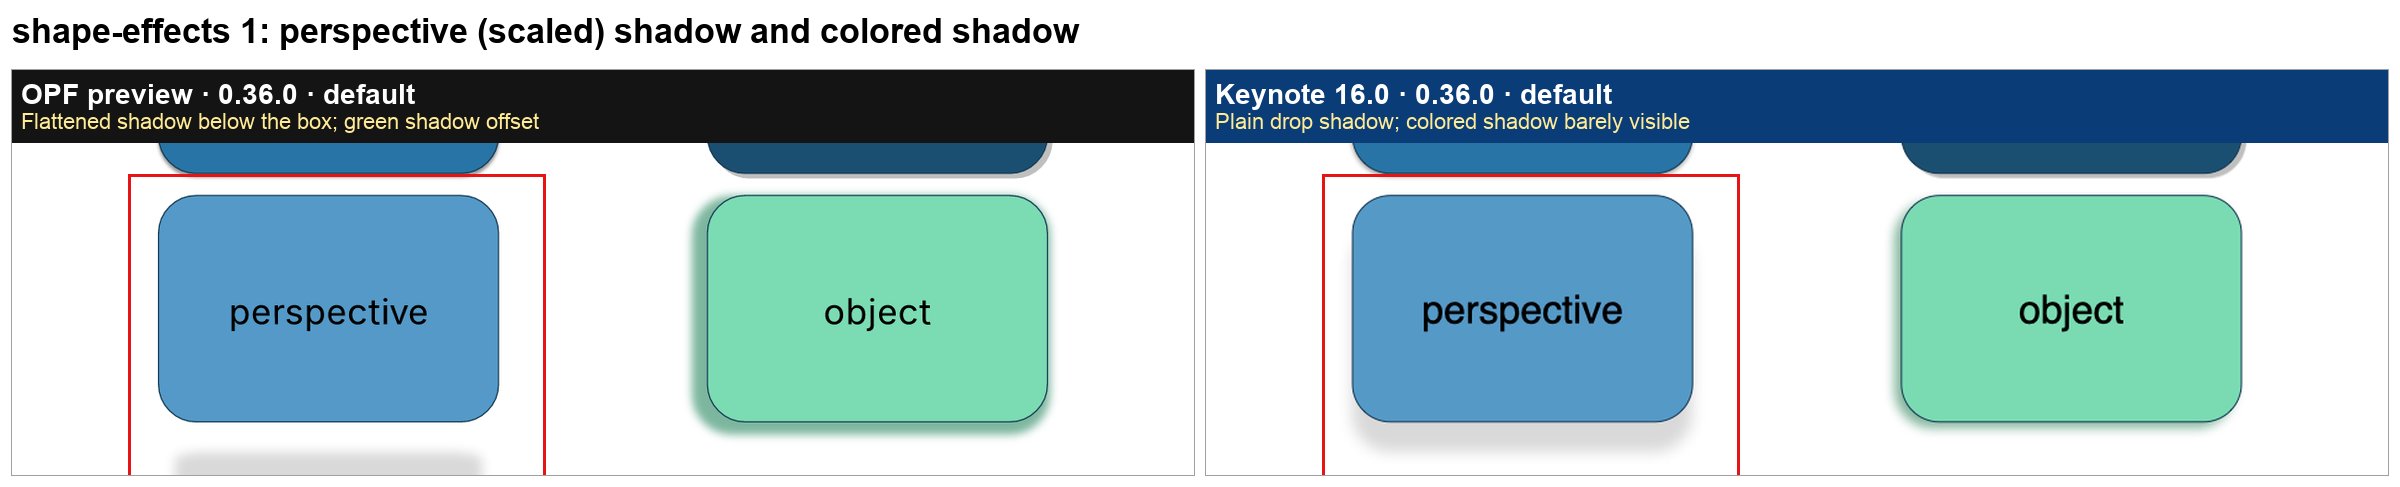 shape-effects 1: perspective (scaled) shadow and colored shadow
OPF preview · 0.36.0 · default
Flattened shadow below the box; green shadow offset
perspective
object
Keynote 16.0 · 0.36.0 · default
Plain drop shadow; colored shadow barely visible
perspective
object